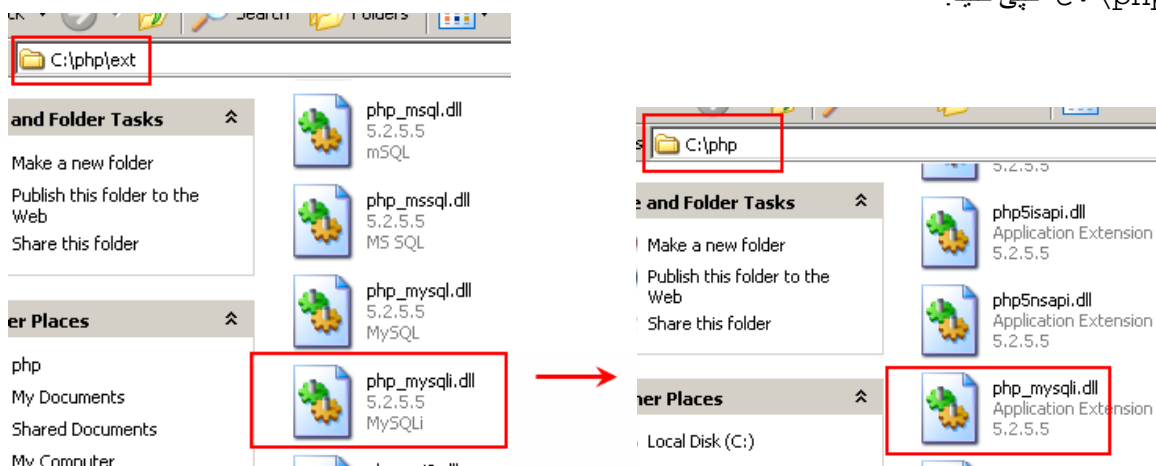 Search
Folders
C:\php\ext
and Folder Tasks
Make a new folder
Publish this folder to the
Web
Share this folder
er Places
php
My Documents
Shared Documents
My Computer
php_msql.dll
5.2.5.5
mSQL
php_mssql.dll
5.2.5.5
MS SQL
php_mysql.dll
5.2.5.5
MySQL
php_mysqli.dll
5.2.5.5
MySQLi
C:\php
e and Folder Tasks
Make a new folder
Publish this folder to the
Web
Share this folder
her Places
Local Disk (C:)
5.2.5.5
php5isapi.dll
Application Extension
5.2.5.5
php5nsapi.dll
Application Extension
5.2.5.5
php_mysqli.dll
Application Extension
5.2.5.5